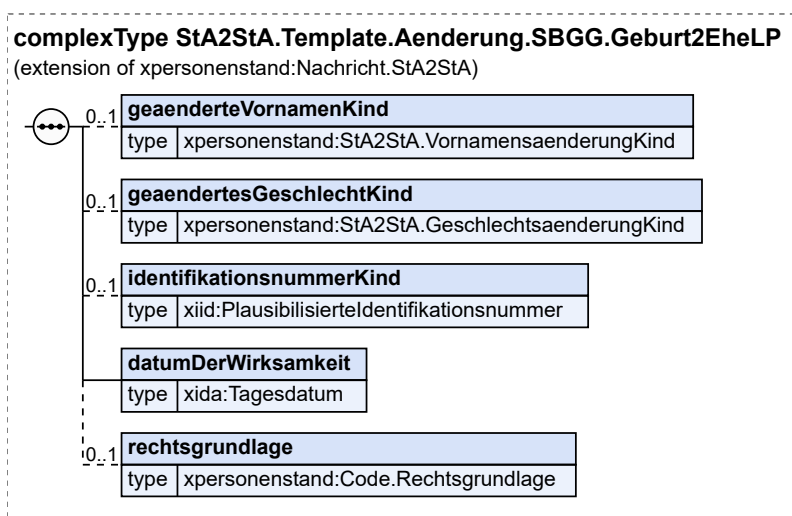 complexType StA2StA.Template.Aenderung.SBGG.Geburt2EheLP
(extension of xpersonenstand:Nachricht.StA2StA)
0..1 geaenderteVornamenKind
type xpersonenstand:StA2StA.VornamensaenderungKind
0..1 geaendertesGeschlechtKind
type xpersonenstand:StA2StA.GeschlechtsaenderungKind
0..1 identifikationsnummerKind
type xiid:PlausibilisierteIdentifikationsnummer
datumDerWirksamkeit
type xida:Tagesdatum
0..1 rechtsgrundlage
type xpersonenstand:Code.Rechtsgrundlage